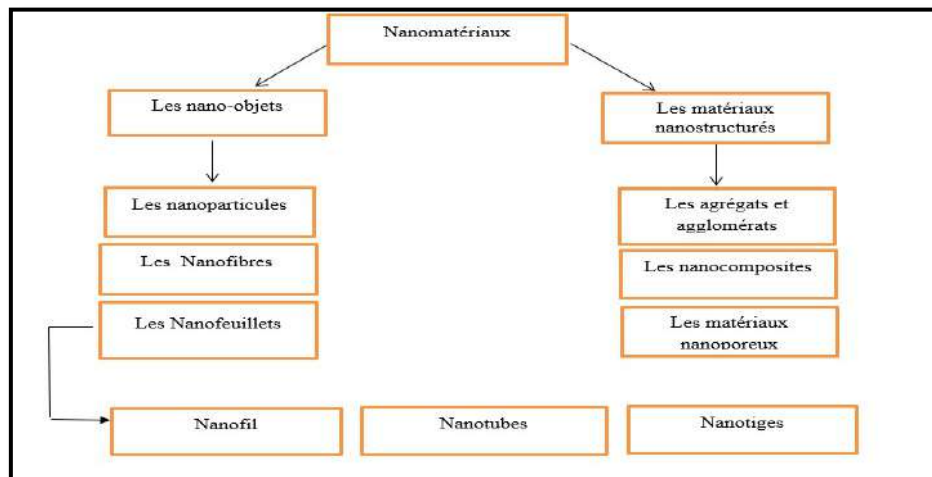 Nanomatériaux
Les nano-objets
Les matériaux
nanostructurés
Les nanoparticules
Les agrégats et
agglomérats
Les Nanofibres
Les nanocomposites
Les Nanofeuillets
Les matériaux
nanoporeux
Nanofil
Nanotubes
Nanotiges